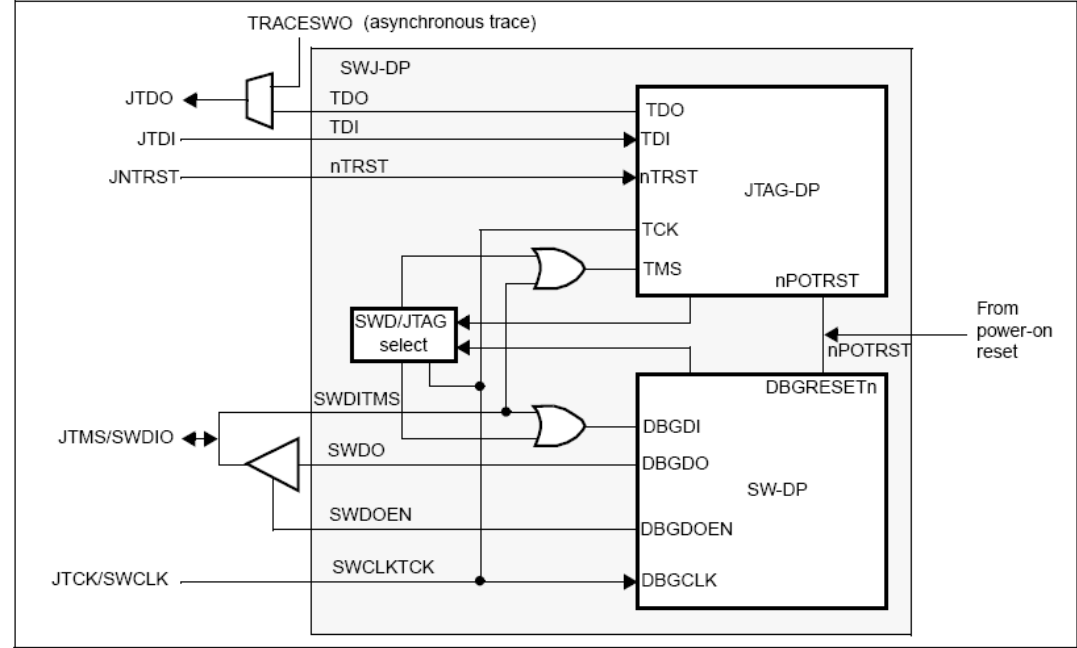 TRACESWO (asynchronous trace)
SWJ-DP
JTDO
TDO
TDO
JTDI
TDI
TDI
JNTRST
nTRST
nTRST
JTAG-DP
TCK
TMS
nPOTRST
SWD/JTAG
select
From
power-on
reset
nPOTRST
DBGRESETn
SWDITMS
DBGDI
JTMS/SWDIO
SWDO
DBGDO
SW-DP
SWDOEN
DBGDOEN
JTCK/SWCLK
SWCLKTCK
DBGCLK